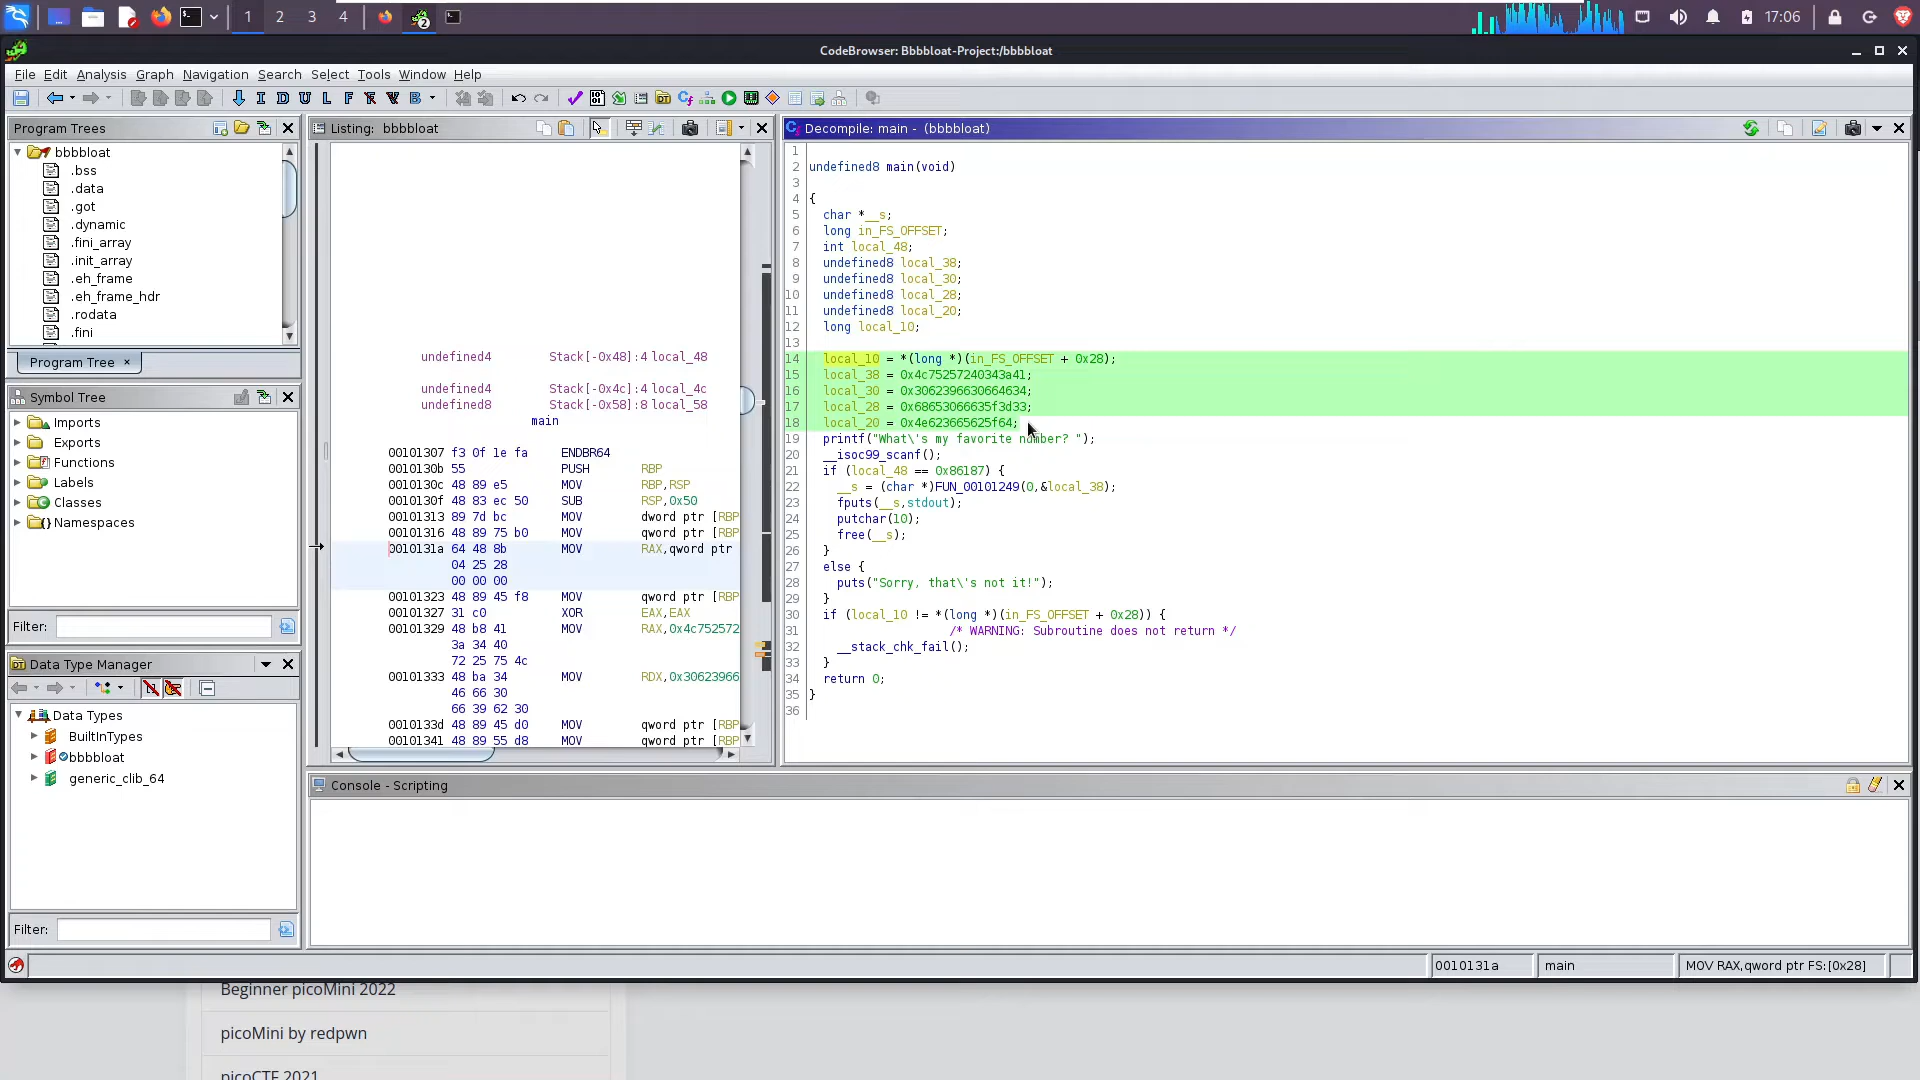 1 2 3 4 2 17:06
CodeBrowser: Bbbbloat-Project:/bbbbloat
File Edit Analysis Graph Navigation Search Select Tools Window Help
I D U L F V B
Program Trees
bbbbloat
.bss
.data
.got
.dynamic
.fini_array
.init_array
.eh_frame
.eh_frame_hdr
.rodata
.fini
Program Tree ×
Symbol Tree
Imports
Exports
Functions
Labels
Classes
Namespaces
Filter:
Data Type Manager
Data Types
BuiltInTypes
bbbbloat
generic_clib_64
Filter:
Listing: bbbbloat
undefined4 Stack[-0x48]:4 local_48
undefined4 Stack[-0x4c]:4 local_4c
undefined8 Stack[-0x58]:8 local_58
main
00101307 f3 0f 1e fa ENDBR64
0010130b 55 PUSH RBP
0010130c 48 89 e5 MOV RBP,RSP
0010130f 48 83 ec 50 SUB RSP,0x50
00101313 89 7d bc MOV dword ptr [RBP
00101316 48 89 75 b0 MOV qword ptr [RBP
0010131a 64 48 8b MOV RAX,qword ptr
04 25 28
00 00 00
00101323 48 89 45 f8 MOV qword ptr [RBP
00101327 31 c0 XOR EAX,EAX
00101329 48 b8 41 MOV RAX,0x4c752572
3a 34 40
72 25 75 4c
00101333 48 ba 34 MOV RDX,0x30623966
46 66 30
66 39 62 30
0010133d 48 89 45 d0 MOV qword ptr [RBP
00101341 48 89 55 d8 MOV qword ptr [RBP
Decompile: main - (bbbbloat)
1
2 undefined8 main(void)
3
4 {
5 char *__s;
6 long in_FS_OFFSET;
7 int local_48;
8 undefined8 local_38;
9 undefined8 local_30;
10 undefined8 local_28;
11 undefined8 local_20;
12 long local_10;
13
14 local_10 = *(long *)(in_FS_OFFSET + 0x28);
15 local_38 = 0x4c75257240343a41;
16 local_30 = 0x3062396630664634;
17 local_28 = 0x68653066635f3d33;
18 local_20 = 0x4e623665625f64;
19 printf("What\'s my favorite number? ");
20 __isoc99_scanf();
21 if (local_48 == 0x86187) {
22 __s = (char *)FUN_00101249(0,&local_38);
23 fputs(__s,stdout);
24 putchar(10);
25 free(__s);
26 }
27 else {
28 puts("Sorry, that\'s not it!");
29 }
30 if (local_10 != *(long *)(in_FS_OFFSET + 0x28)) {
31 /* WARNING: Subroutine does not return */
32 __stack_chk_fail();
33 }
34 return 0;
35 }
36
Console - Scripting
0010131a main MOV RAX,qword ptr FS:[0x28]
Beginner picoMini 2022
picoMini by redpwn
picoCTF 2021